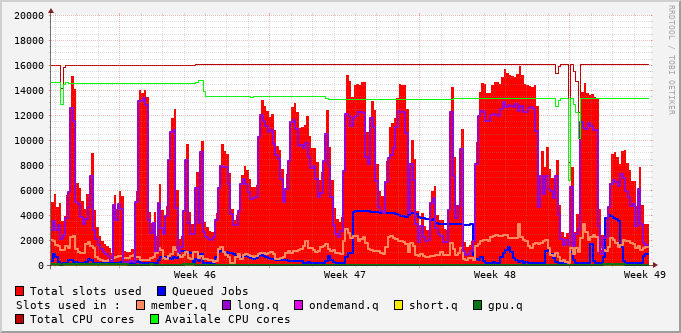 20000
18000
16000
14000
12000
10000
8000
6000
4000
2000
0
Week 46 Week 47 Week 48 Week 49
RRDTOOL / TOBI OETIKER
Total slots used Queued Jobs
Slots used in : member.q long.q ondemand.q short.q gpu.q
Total CPU cores Availale CPU cores